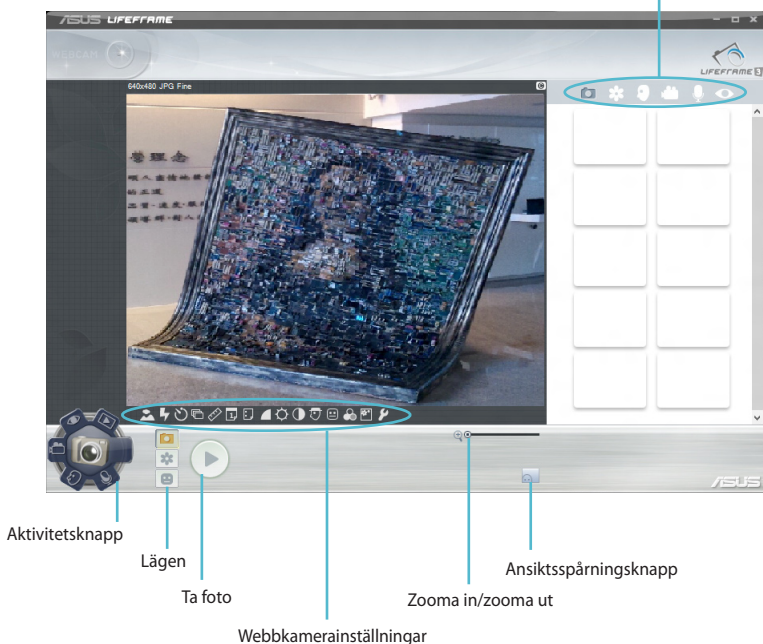 ASUS LIFEFRAME
WEBCAM
LIFEFRAME 3
640x480 JPG Fine
ASUS
Aktivitetsknapp
Lägen
Ansiktsspårningsknapp
Ta foto
Zooma in/zooma ut
Webbkamerainställningar